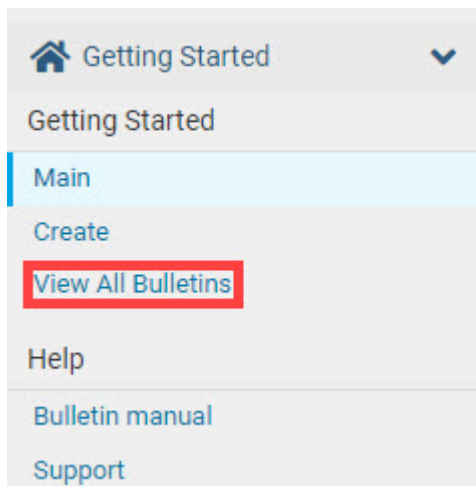 Getting Started
Getting Started
Main
Create
View All Bulletins
Help
Bulletin manual
Support